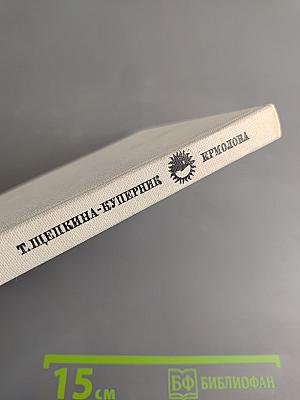 Т.ЩЕПКИНА-КУПЕРНИК ЕРМОЛОВА
15 см
БФ БИБЛИОФАН